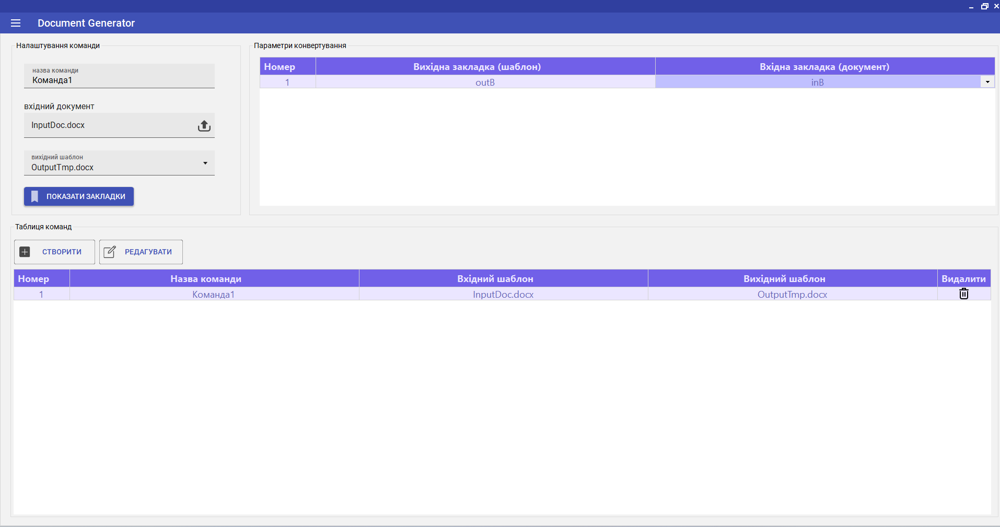 Document Generator
Налаштування команди
назва команди
Команда1
вхідний документ
InputDoc.docx
вихідний шаблон
OutputTmp.docx
ПОКАЗАТИ ЗАКЛАДКИ
Параметри конвертування
Номер Вихідна закладка (шаблон) Вхідна закладка (документ)
1 outB inB
Таблиця команд
СТВОРИТИ РЕДАГУВАТИ
Номер Назва команди Вхідний шаблон Вихідний шаблон Видалити
1 Команда1 InputDoc.docx OutputTmp.docx